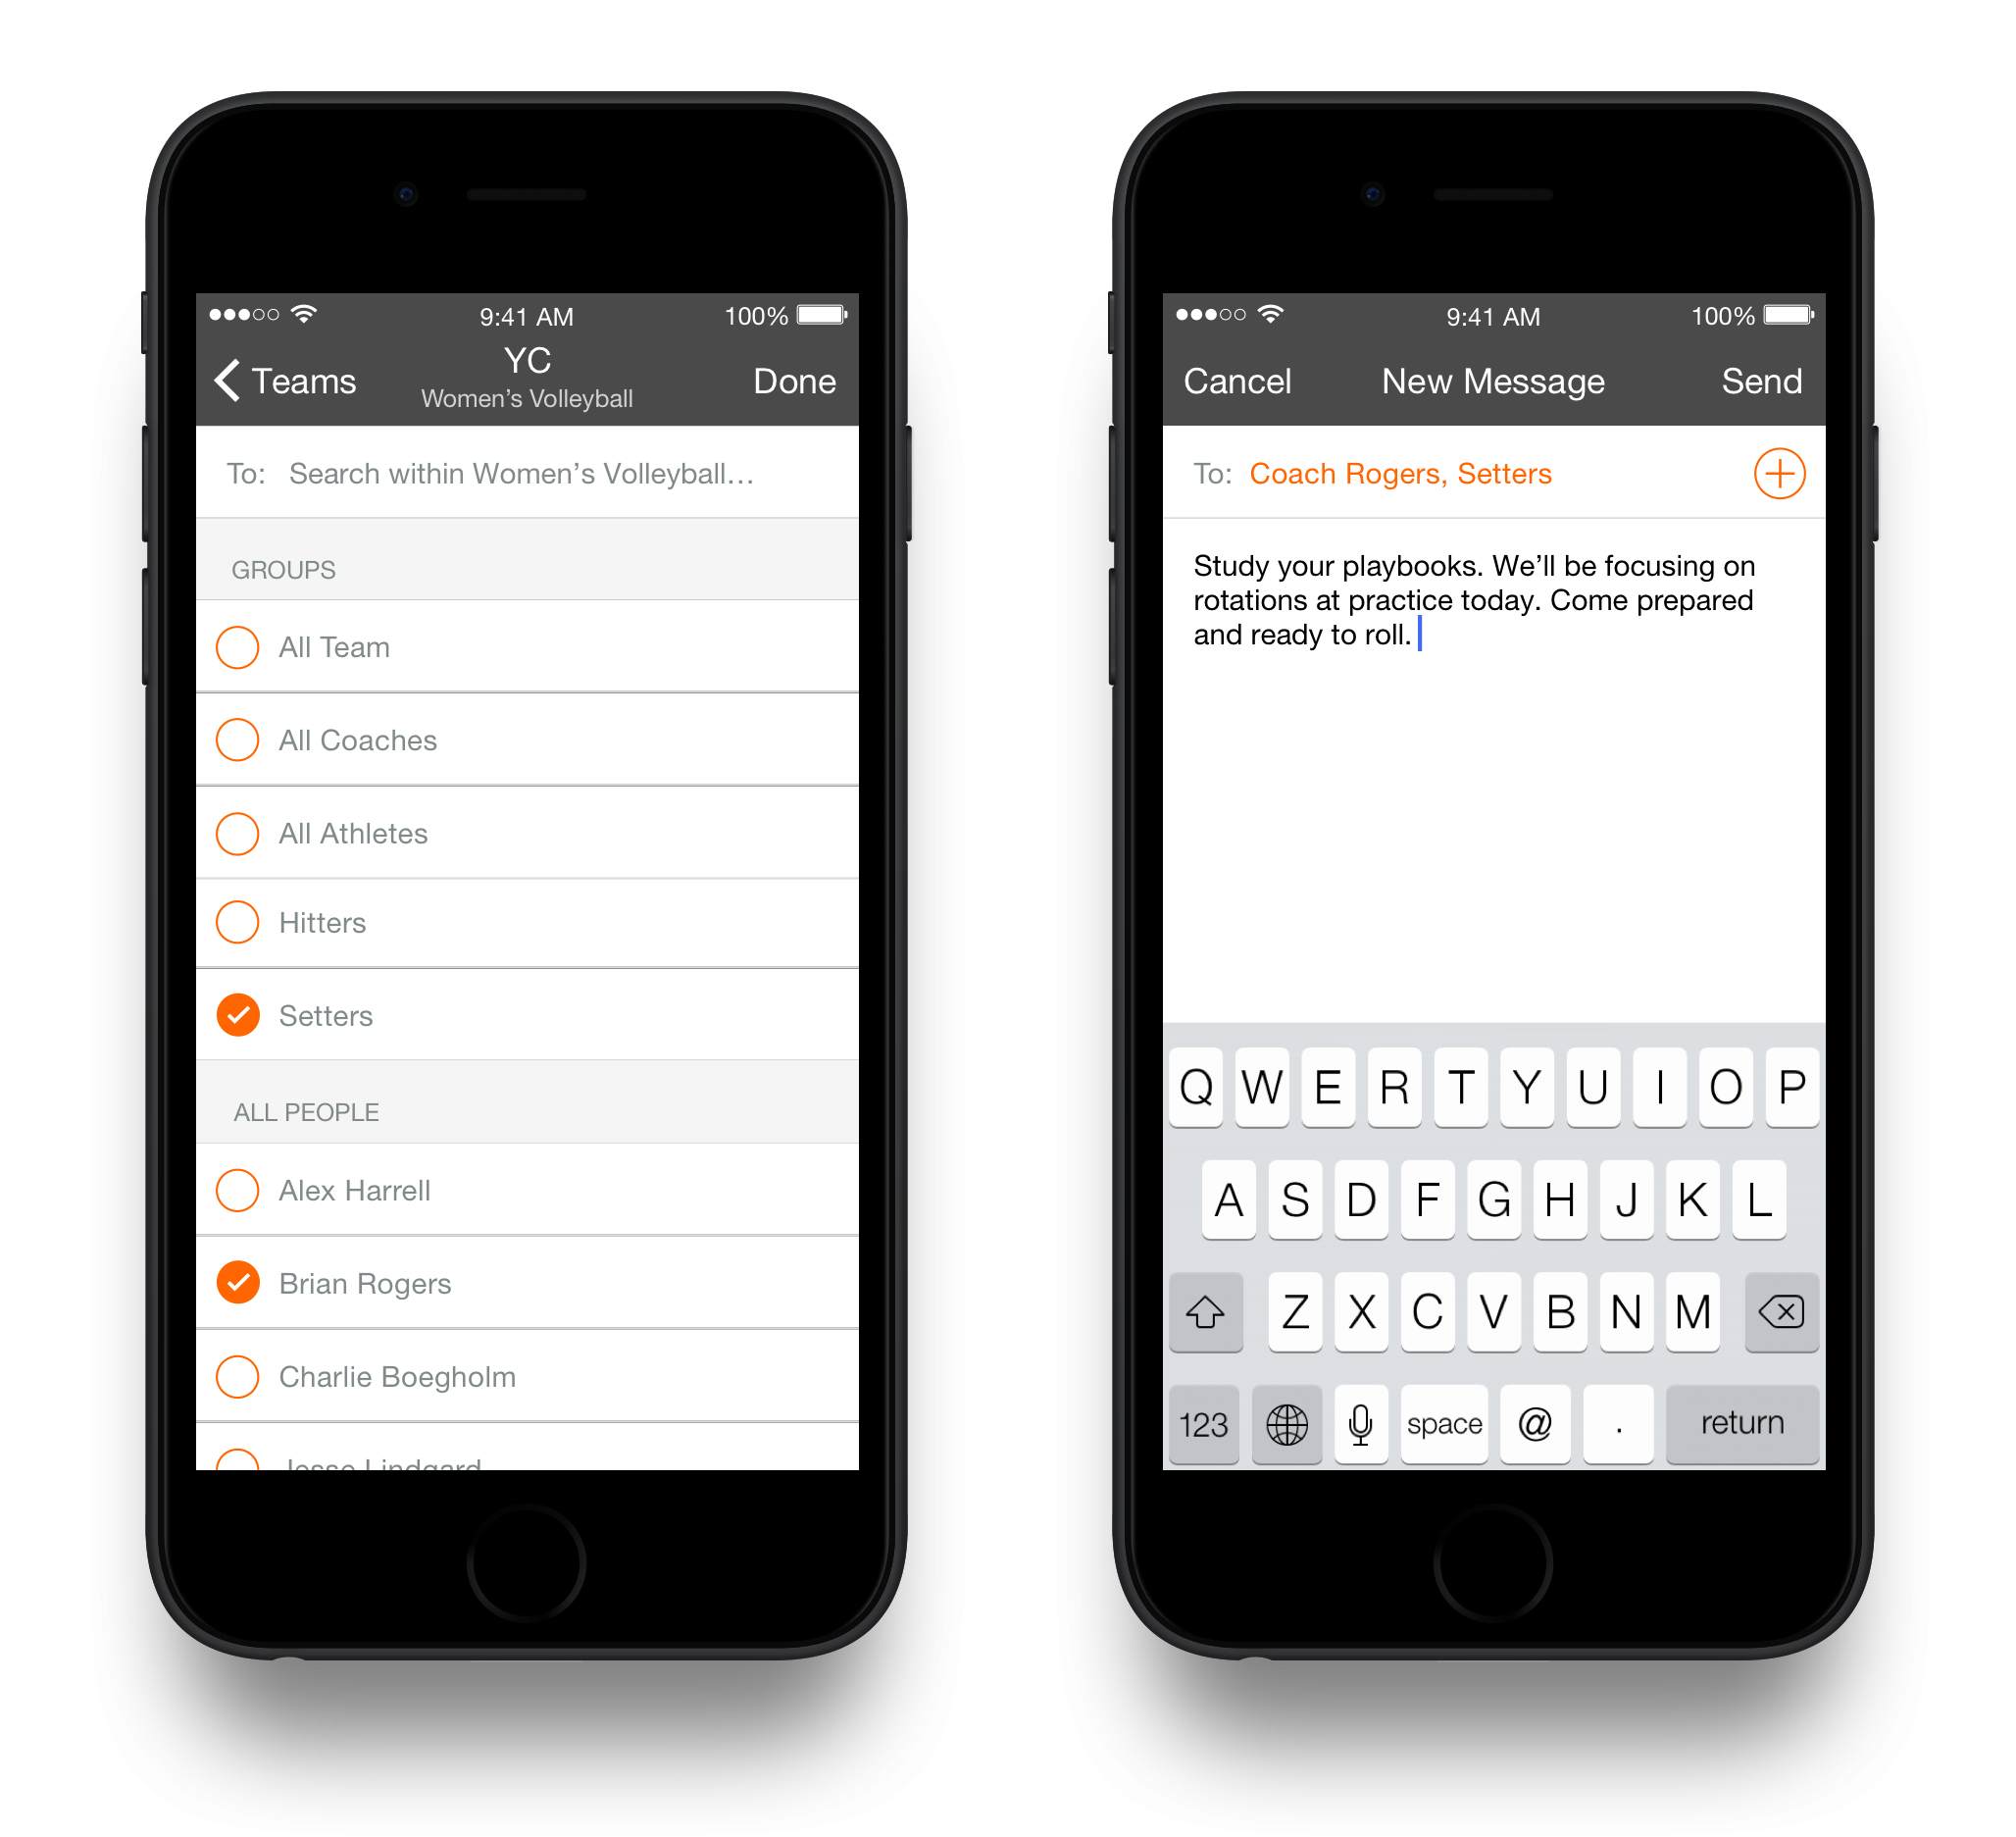 9:41 AM 100%
Teams YC Done
Women’s Volleyball
To: Search within Women’s Volleyball...
GROUPS
All Team
All Coaches
All Athletes
Hitters
Setters
ALL PEOPLE
Alex Harrell
Brian Rogers
Charlie Boegholm
Jesse Lindgard
9:41 AM 100%
Cancel New Message Send
To: Coach Rogers, Setters
Study your playbooks. We’ll be focusing on
rotations at practice today. Come prepared
and ready to roll.
Q W E R T Y U I O P
A S D F G H J K L
Z X C V B N M
123 space @ . return